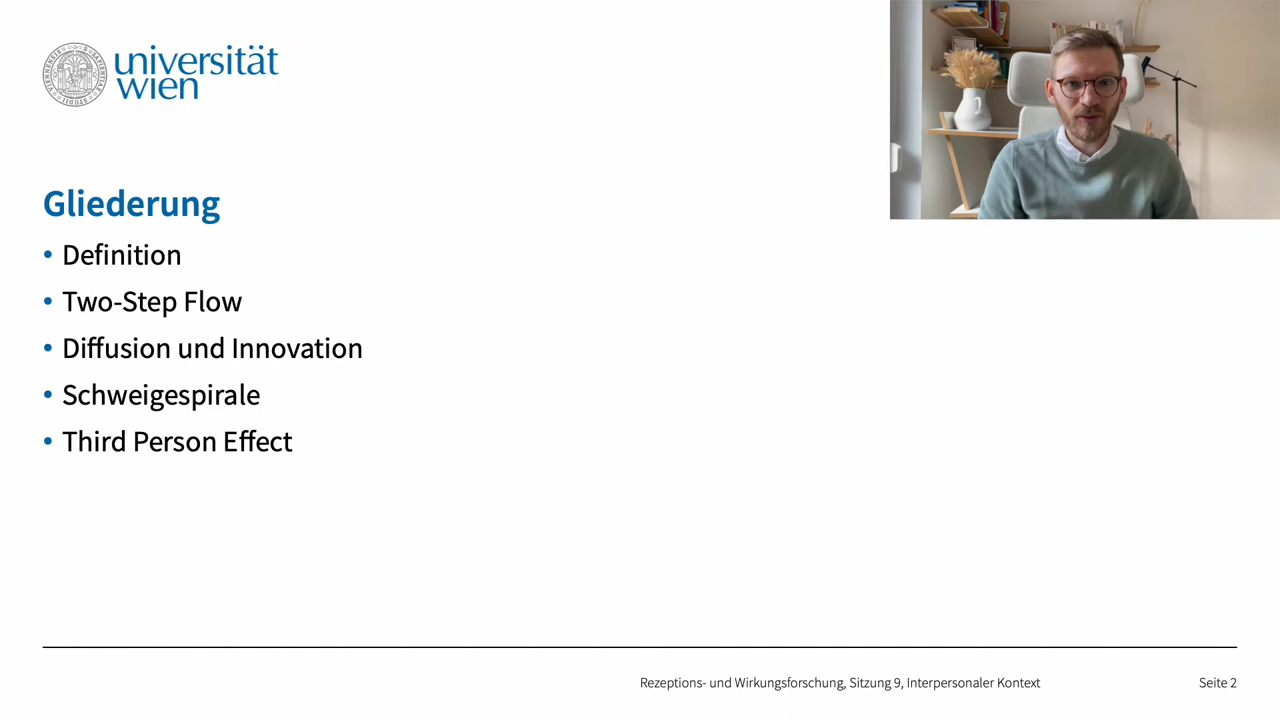 universität
wien
Gliederung
• Definition
• Two-Step Flow
• Diffusion und Innovation
• Schweigespirale
• Third Person Effect
Rezeptions- und Wirkungsforschung, Sitzung 9, Interpersonaler Kontext
Seite 2